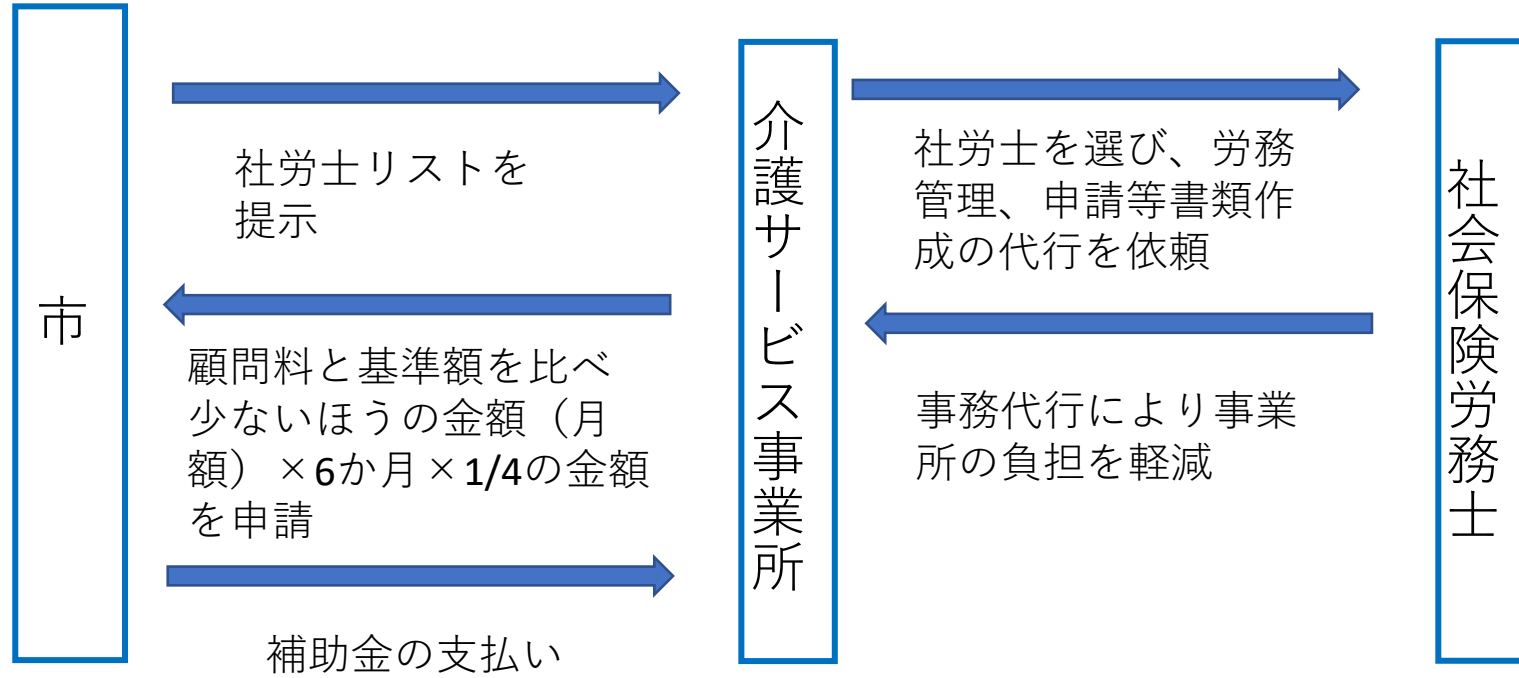 市
社労士リストを
提示
顧問料と基準額を比べ
少ないほうの金額（月
額）×6か月×1/4の金額
を申請
補助金の支払い
介護サービス事業所
社労士を選び、労務
管理、申請等書類作
成の代行を依頼
事務代行により事業
所の負担を軽減
社会保険労務士